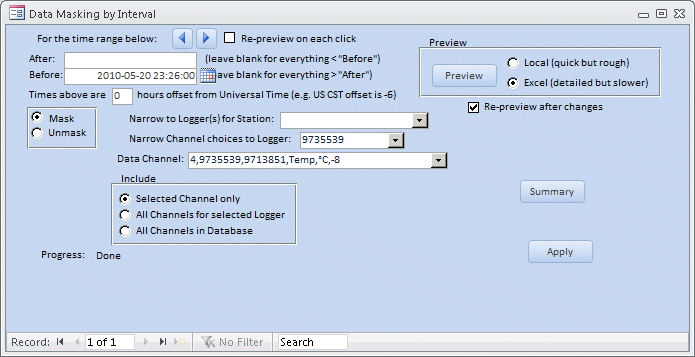 Data Masking by Interval
For the time range below:
Re-preview on each click
After:
(leave blank for everything < "Before")
Before: 2010-05-20 23:26:00
eave blank for everything > "After")
Times above are 0 hours offset from Universal Time (e.g. US CST offset is -6)
Preview
Preview
Local (quick but rough)
Excel (detailed but slower)
Re-preview after changes
Mask
Unmask
Narrow to Logger(s) for Station:
Narrow Channel choices to Logger: 9735539
Data Channel: 4,9735539,9713851,Temp,°C,-8
Include
Selected Channel only
All Channels for selected Logger
All Channels in Database
Summary
Apply
Progress: Done
Record: 1 of 1 No Filter Search